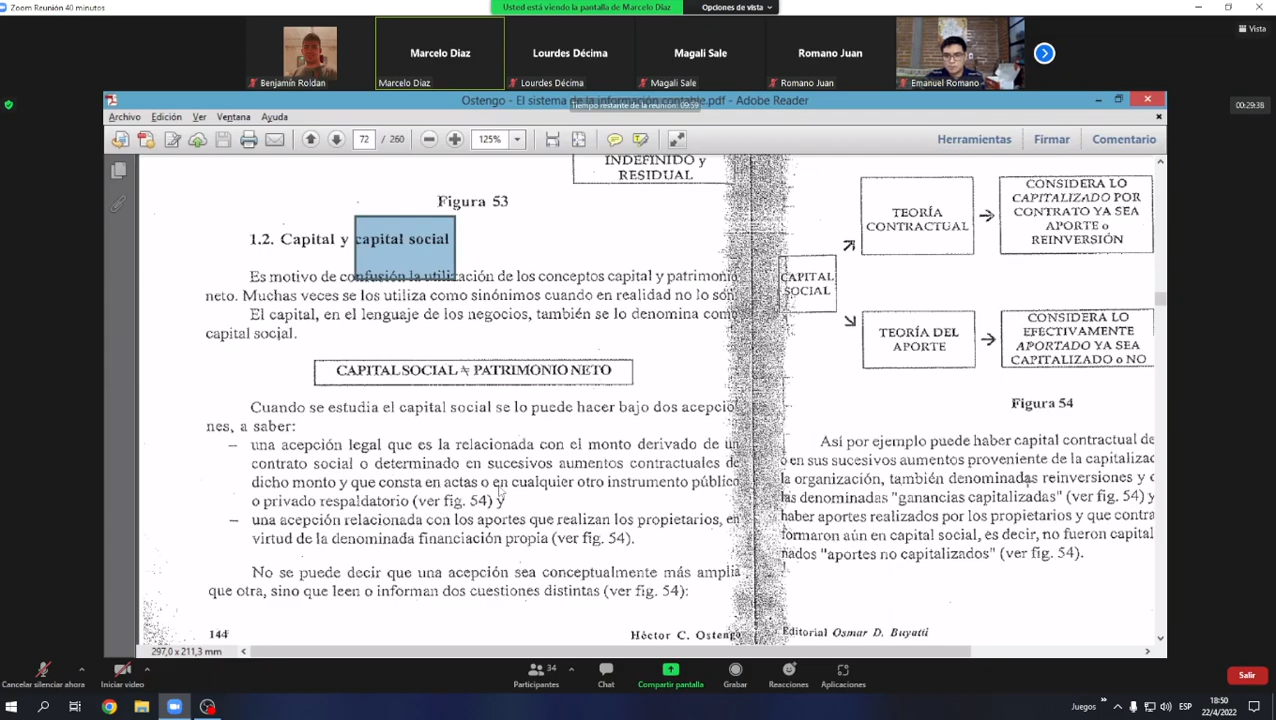 Zoom Reunión 40 minutos
Usted está viendo la pantalla de Marcelo Diaz
Opciones de vista
Vista
Benjamín Roldan
Marcelo Diaz
Marcelo Diaz
Lourdes Décima
Lourdes Décima
Magali Sale
Magali Sale
Romano Juan
Romano Juan
Emanuel Romano
00:29:38
Ostengo - El sistema de la información contable.pdf - Adobe Reader
Tiempo restante de la reunión: 09:59
Archivo Edición Ver Ventana Ayuda
72 / 260 125%
Herramientas Firmar Comentario
INDEFINIDO y
RESIDUAL
Figura 53
1.2. Capital y capital social
Es motivo de confusión la utilización de los conceptos capital y patrimonio
neto. Muchas veces se los utiliza como sinónimos cuando en realidad no lo son.
El capital, en el lenguaje de los negocios, también se lo denomina como
capital social.
CAPITAL SOCIAL ≠ PATRIMONIO NETO
Cuando se estudia el capital social se lo puede hacer bajo dos acepcio
nes, a saber:
– una acepción legal que es la relacionada con el monto derivado de un
contrato social o determinado en sucesivos aumentos contractuales de
dicho monto y que consta en actas o en cualquier otro instrumento público
o privado respaldatorio (ver fig. 54) y
– una acepción relacionada con los aportes que realizan los propietarios, en
virtud de la denominada financiación propia (ver fig. 54).
No se puede decir que una acepción sea conceptualmente más amplia
que otra, sino que leen o informan dos cuestiones distintas (ver fig. 54):
144
Héctor C. Ostengo
CAPITAL
SOCIAL
TEORÍA
CONTRACTUAL
CONSIDERA LO
CAPITALIZADO POR
CONTRATO YA SEA
APORTE o
REINVERSIÓN
TEORÍA DEL
APORTE
CONSIDERA LO
EFECTIVAMENTE
APORTADO YA SEA
CAPITALIZADO o NO
Figura 54
Así por ejemplo puede haber capital contractual de
o en sus sucesivos aumentos proveniente de la capitalizac
la organización, también denominadas reinversiones y
las denominadas "ganancias capitalizadas" (ver fig. 54) y
haber aportes realizados por los propietarios y que contra
formaron aún en capital social, es decir, no fueron capital
nados "aportes no capitalizados" (ver fig. 54).
Editorial Osmar D. Buyatti
297,0 x 211,3 mm
Cancelar silenciar ahora
Iniciar video
34
Participantes
Chat
Compartir pantalla
Grabar
Reacciones
Aplicaciones
Salir
Juegos
ESP
18:50
22/4/2022